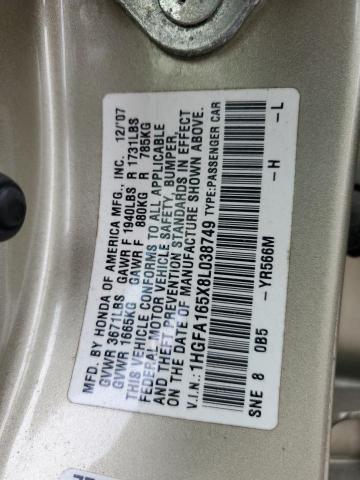 MFD. BY HONDA OF AMERICA MFG., INC. 12/'07
GVWR 3671LBS GAWR F 1940LBS R 1731LBS
GVWR 1665KG GAWR F 880KG R 785KG
THIS VEHICLE CONFORMS TO ALL APPLICABLE
FEDERAL MOTOR VEHICLE SAFETY, BUMPER,
AND THEFT PREVENTION STANDARDS IN EFFECT
ON THE DATE OF MANUFACTURE SHOWN ABOVE.
V.I.N.: 1HGFA165X8L039749 TYPE:PASSENGER CAR
SNE 8 0B5 - YR566M - H - L